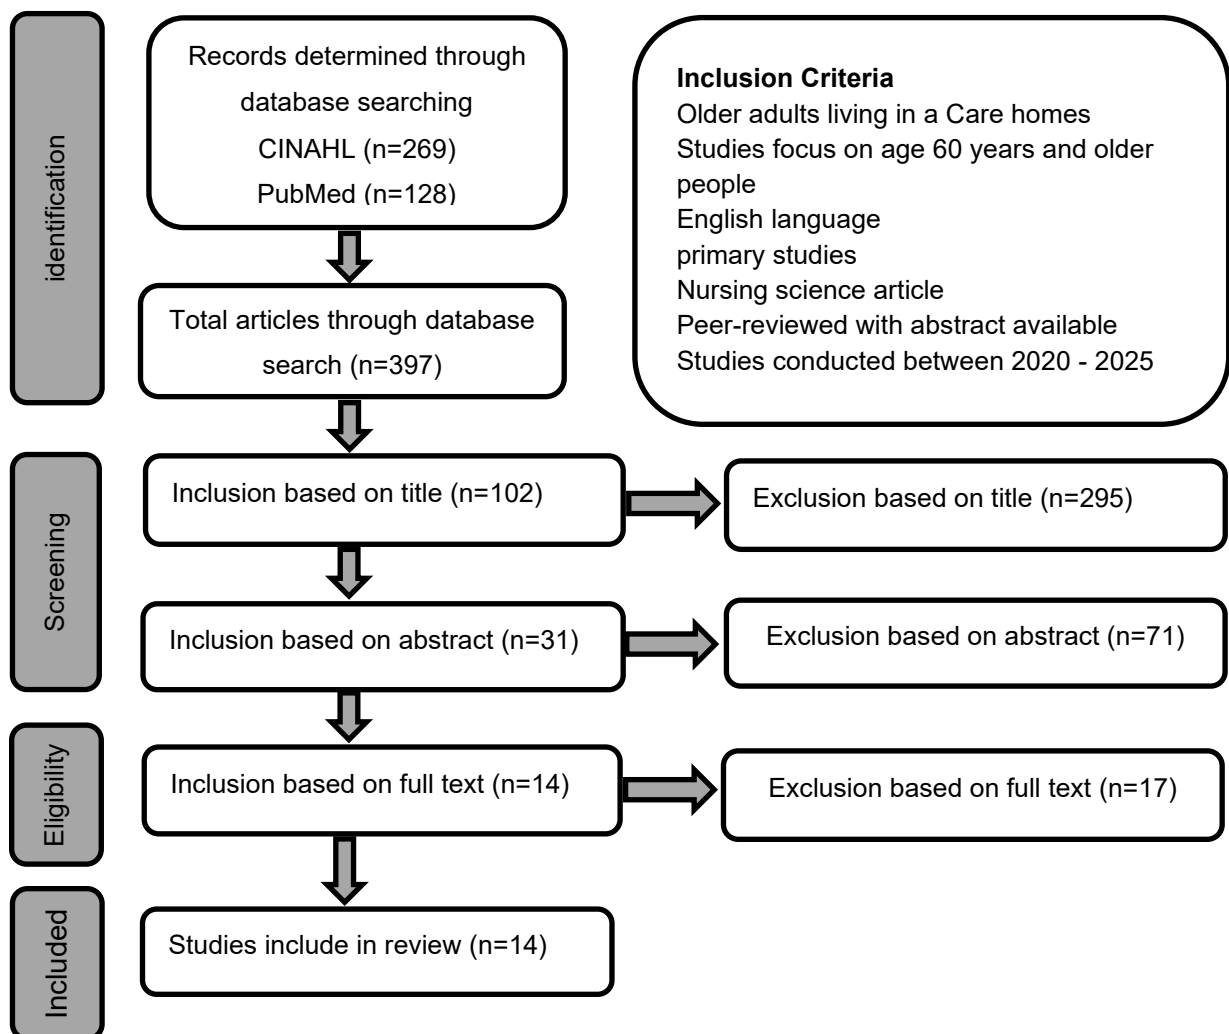 identification
Records determined through
database searching
CINAHL (n=269)
PubMed (n=128)
Inclusion Criteria
Older adults living in a Care homes
Studies focus on age 60 years and older
people
English language
primary studies
Nursing science article
Peer-reviewed with abstract available
Studies conducted between 2020 - 2025
Total articles through database
search (n=397)
Screening
Inclusion based on title (n=102)
Exclusion based on title (n=295)
Inclusion based on abstract (n=31)
Exclusion based on abstract (n=71)
Eligibility
Inclusion based on full text (n=14)
Exclusion based on full text (n=17)
Included
Studies include in review (n=14)